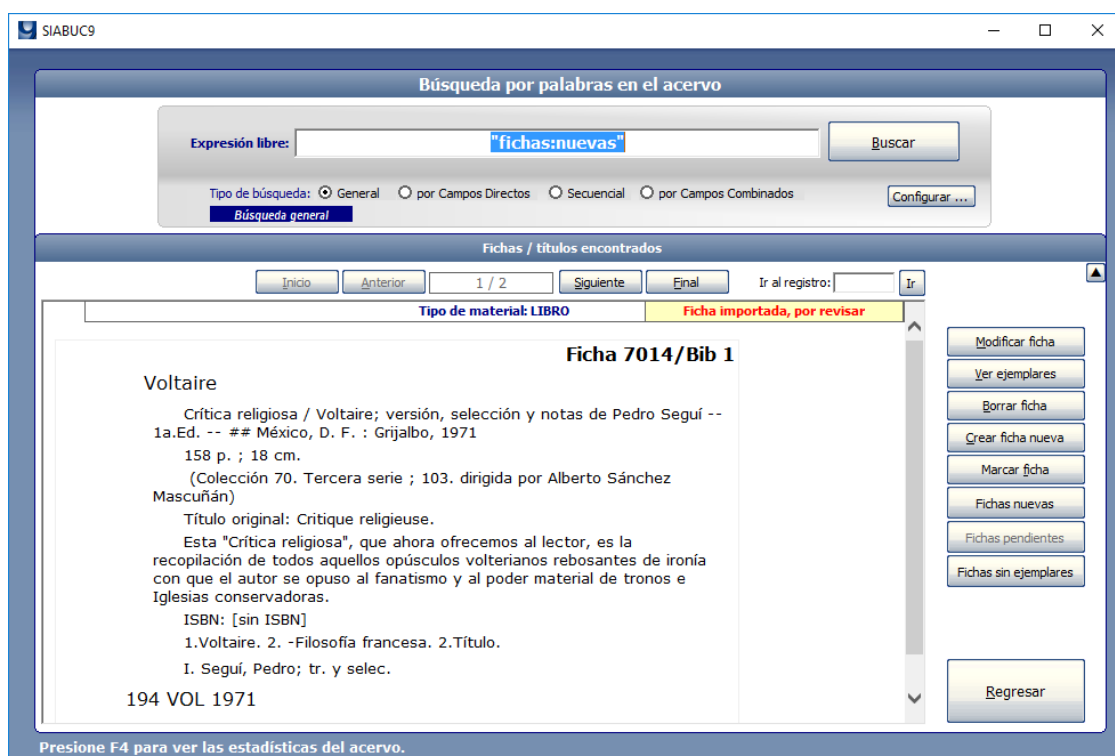 SIABUC9
Búsqueda por palabras en el acervo
Expresión libre: "fichas:nuevas" Buscar
Tipo de búsqueda: General por Campos Directos Secuencial por Campos Combinados Configurar ...
Búsqueda general
Fichas / títulos encontrados
Inicio Anterior 1 / 2 Siguiente Final Ir al registro: Ir
Tipo de material: LIBRO Ficha importada, por revisar
Ficha 7014/Bib 1
Voltaire
Crítica religiosa / Voltaire; versión, selección y notas de Pedro Seguí --
1a.Ed. -- ## México, D. F. : Grijalbo, 1971
158 p. ; 18 cm.
(Colección 70. Tercera serie ; 103. dirigida por Alberto Sánchez
Mascuñán)
Título original: Critique religieuse.
Esta "Crítica religiosa", que ahora ofrecemos al lector, es la
recopilación de todos aquellos opúsculos volterianos rebosantes de ironía
con que el autor se opuso al fanatismo y al poder material de tronos e
Iglesias conservadoras.
ISBN: [sin ISBN]
1.Voltaire. 2. -Filosofía francesa. 2.Título.
I. Seguí, Pedro; tr. y selec.
194 VOL 1971
Modificar ficha
Ver ejemplares
Borrar ficha
Crear ficha nueva
Marcar ficha
Fichas nuevas
Fichas pendientes
Fichas sin ejemplares
Regresar
Presione F4 para ver las estadísticas del acervo.